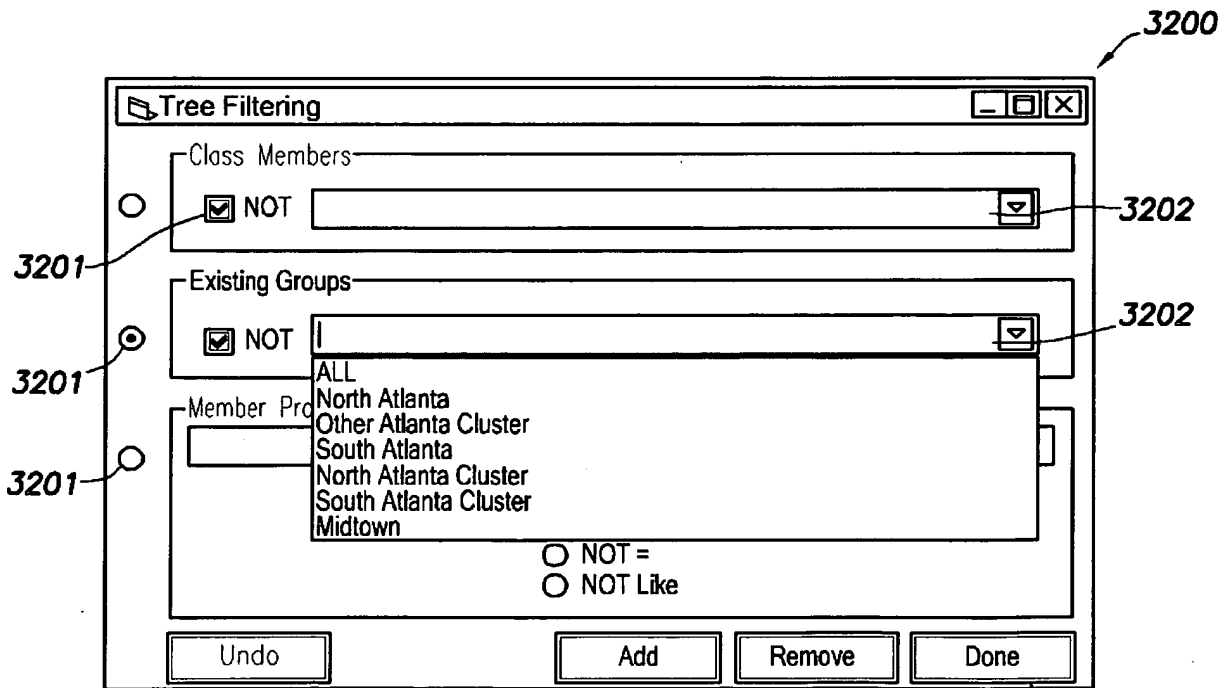 3200
Tree Filtering
Class Members
NOT
3202
3201
Existing Groups
NOT
3202
3201
ALL
North Atlanta
Other Atlanta Cluster
South Atlanta
North Atlanta Cluster
South Atlanta Cluster
Midtown
Member Pro
3201
NOT =
NOT Like
Undo Add Remove Done